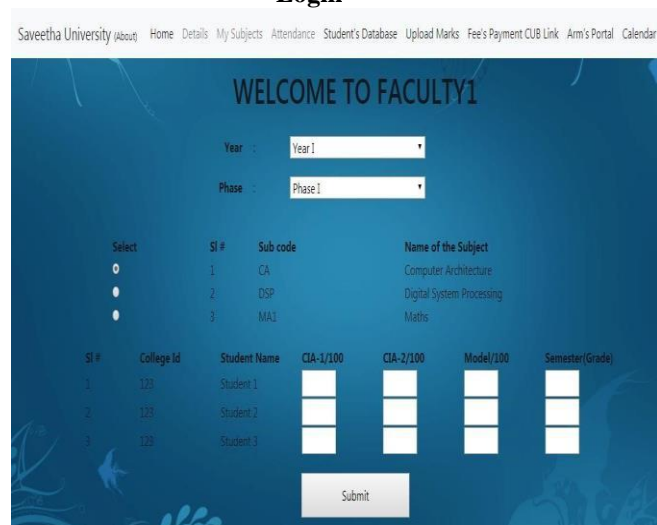 Login
Saveetha University (About) Home Details My Subjects Attendance Student's Database Upload Marks Fee's Payment CUB Link Arm's Portal Calendar
WELCOME TO FACULTY1
Year : Year I
Phase : Phase I
Select Sl # Sub code Name of the Subject
1 CA Computer Architecture
2 DSP Digital System Processing
3 MA1 Maths
Sl # College Id Student Name CIA-1/100 CIA-2/100 Model/100 Semester(Grade)
1 123 Student 1
2 123 Student 2
3 123 Student 3
Submit